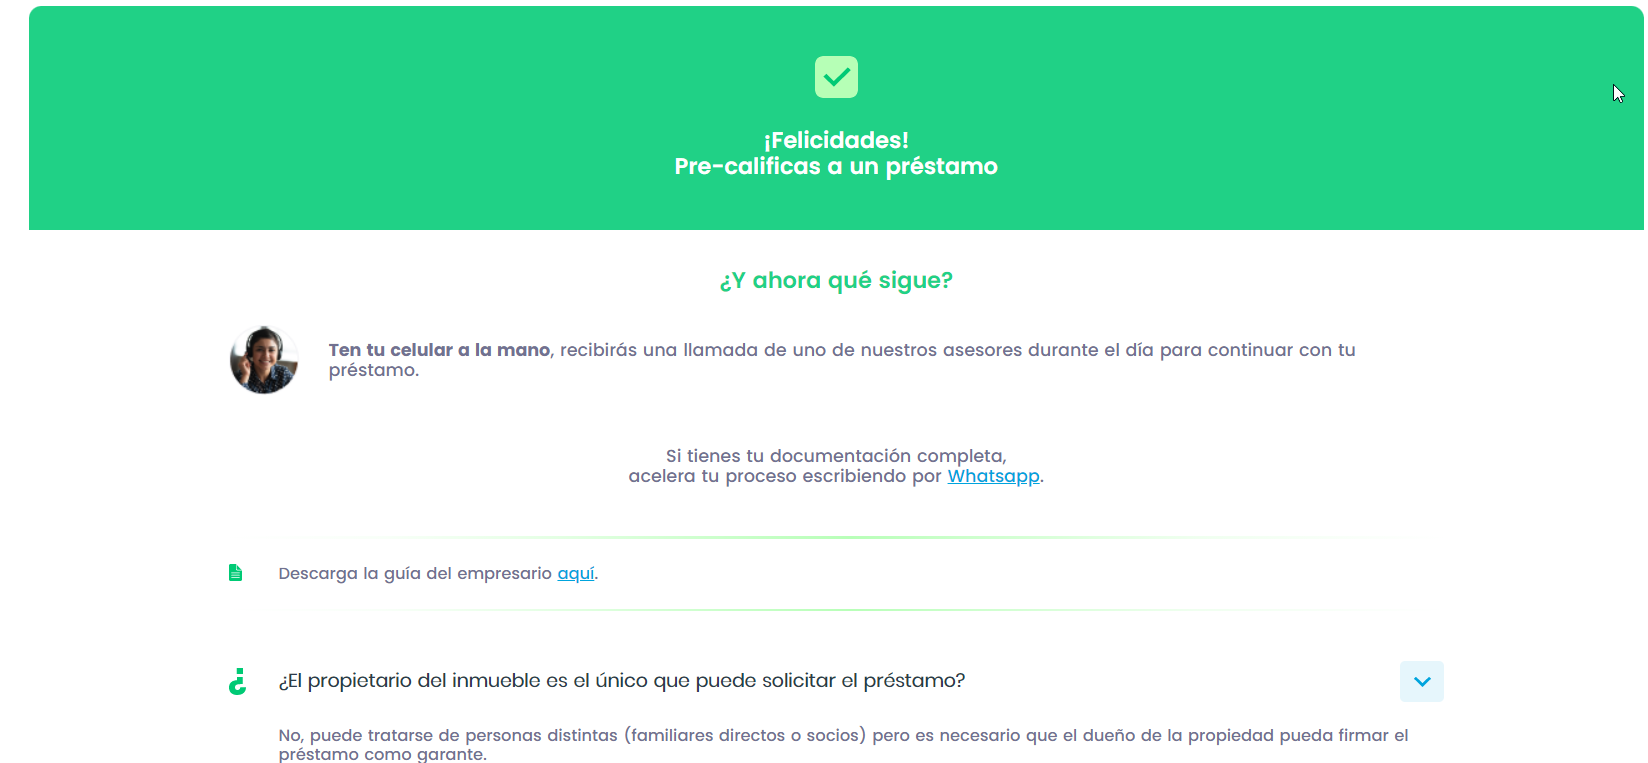 ¡Felicidades!
Pre-calificas a un préstamo
¿Y ahora qué sigue?
Ten tu celular a la mano, recibirás una llamada de uno de nuestros asesores durante el día para continuar con tu
préstamo.
Si tienes tu documentación completa,
acelera tu proceso escribiendo por Whatsapp.
Descarga la guía del empresario aquí.
¿El propietario del inmueble es el único que puede solicitar el préstamo?
No, puede tratarse de personas distintas (familiares directos o socios) pero es necesario que el dueño de la propiedad pueda firmar el
préstamo como garante.